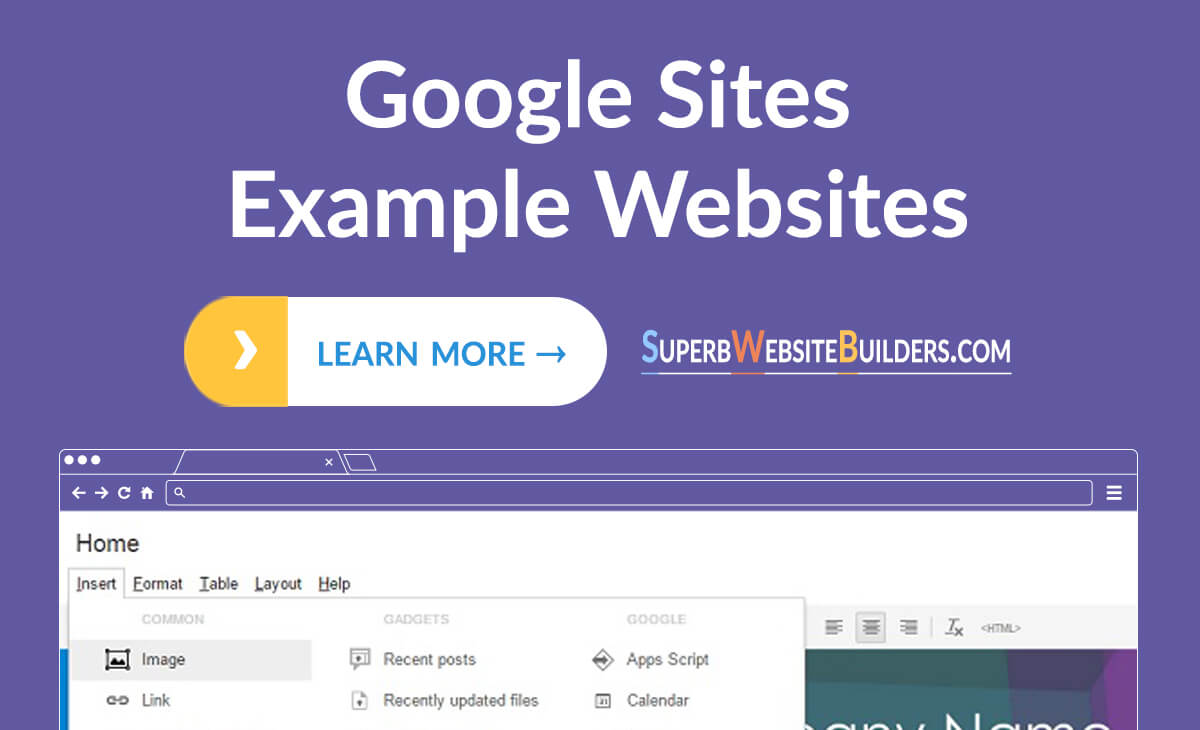 Google Sites
Example Websites
LEARN MORE →
SUPERBWEBSITEBUILDERS.COM
Home
Insert Format Table Layout Help
COMMON GADGETS GOOGLE
<HTML>
Image Recent posts Apps Script
Link Recently updated files Calendar
Name